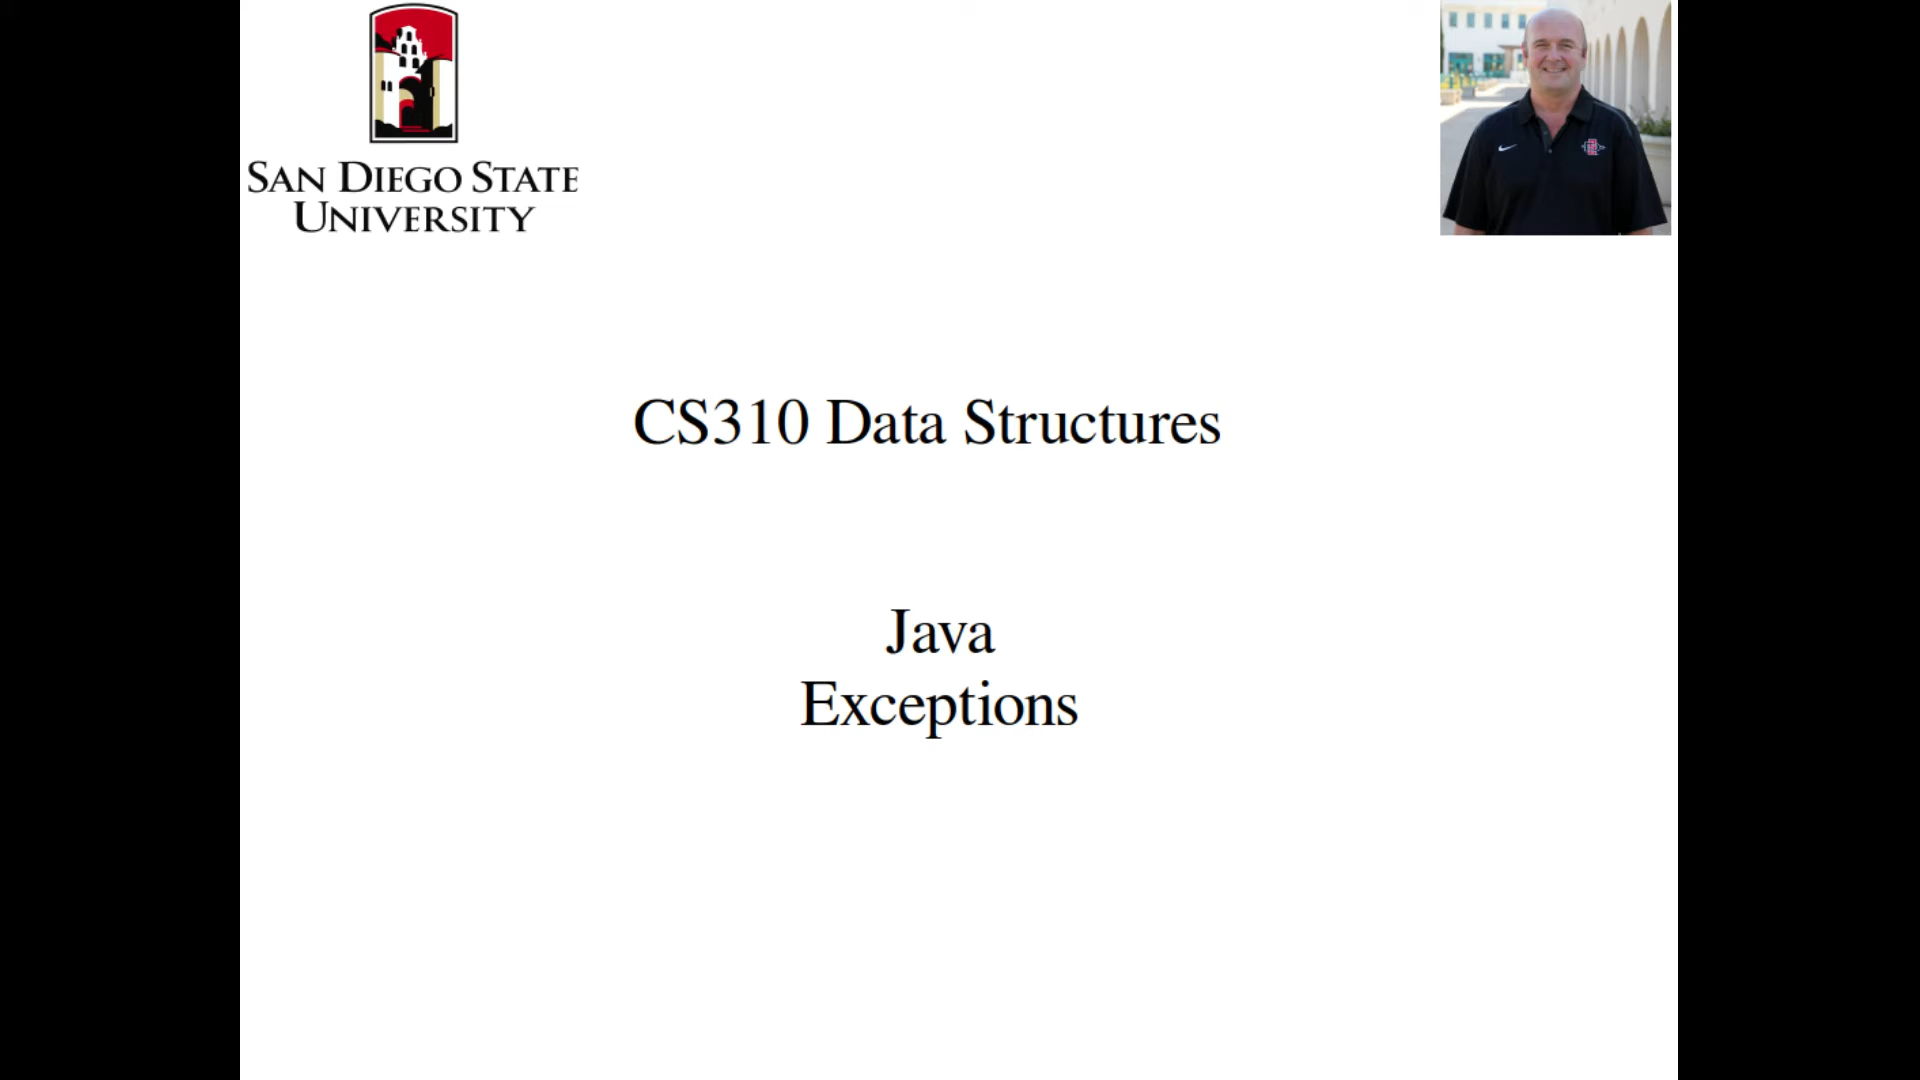 SAN DIEGO STATE
UNIVERSITY
CS310 Data Structures
Java
Exceptions